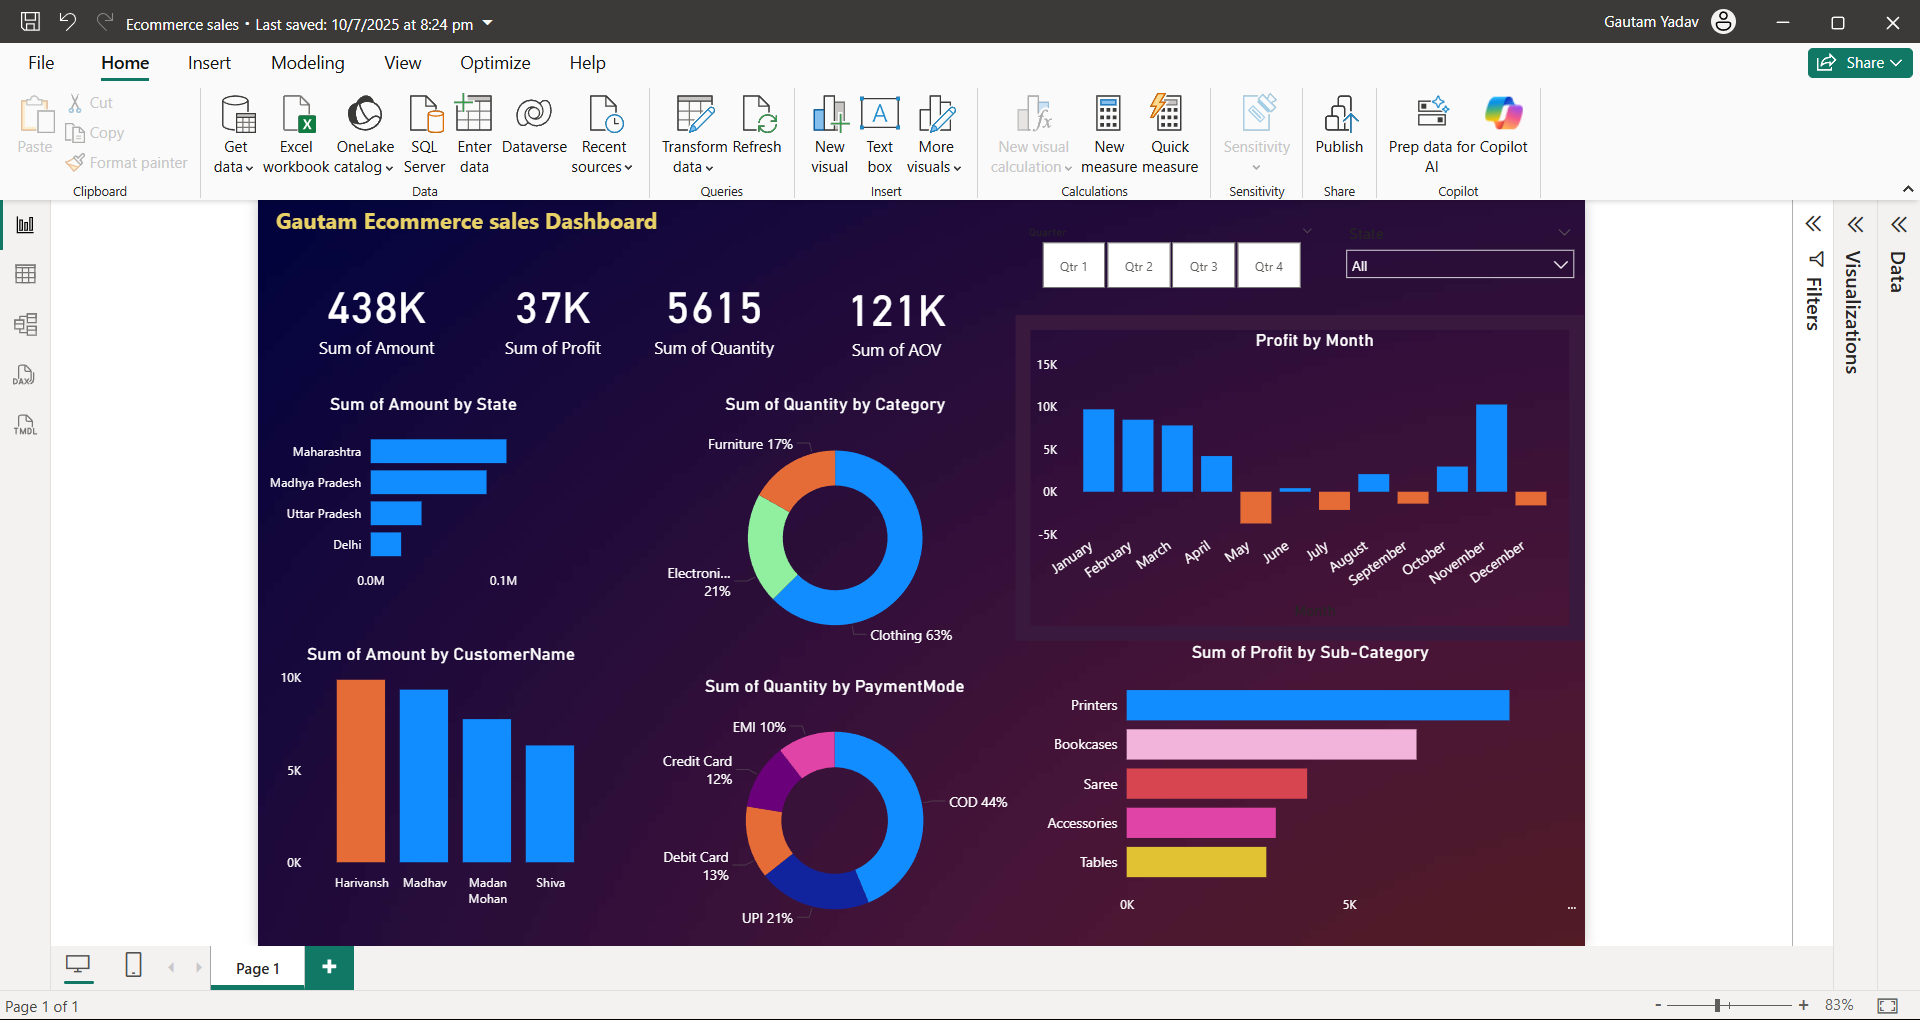 Ecommerce sales • Last saved: 10/7/2025 at 8:24 pm
Gautam Yadav
File
Home
Insert
Modeling
View
Optimize
Help
Share
Paste
Cut
Copy
Format painter
Clipboard
Get
data
Excel
workbook
OneLake
catalog
SQL
Server
Enter
data
Dataverse
Recent
sources
Data
Transform
data
Refresh
Queries
New
visual
Text
box
More
visuals
Insert
New visual
calculation
New
measure
Quick
measure
Calculations
Sensitivity
Sensitivity
Publish
Share
Prep data for
AI
Copilot
Copilot
DAX
TMDL
Gautam Ecommerce sales Dashboard
Quarter
Qtr 1
Qtr 2
Qtr 3
Qtr 4
State
All
438K
Sum of Amount
37K
Sum of Profit
5615
Sum of Quantity
121K
Sum of AOV
Sum of Amount by State
Maharashtra
Madhya Pradesh
Uttar Pradesh
Delhi
0.0M
0.1M
Sum of Quantity by Category
Furniture 17%
Electroni...
21%
Clothing 63%
Profit by Month
15K
10K
5K
0K
-5K
January
February
March
April
May
June
July
August
September
October
November
December
Sum of Amount by CustomerName
10K
5K
0K
Harivansh
Madhav
Madan
Mohan
Shiva
Sum of Quantity by PaymentMode
EMI 10%
Credit Card
12%
Debit Card
13%
UPI 21%
COD 44%
Sum of Profit by Sub-Category
Printers
Bookcases
Saree
Accessories
Tables
0K
5K
...
Filters
Visualizations
Data
Page 1
Page 1 of 1
83%